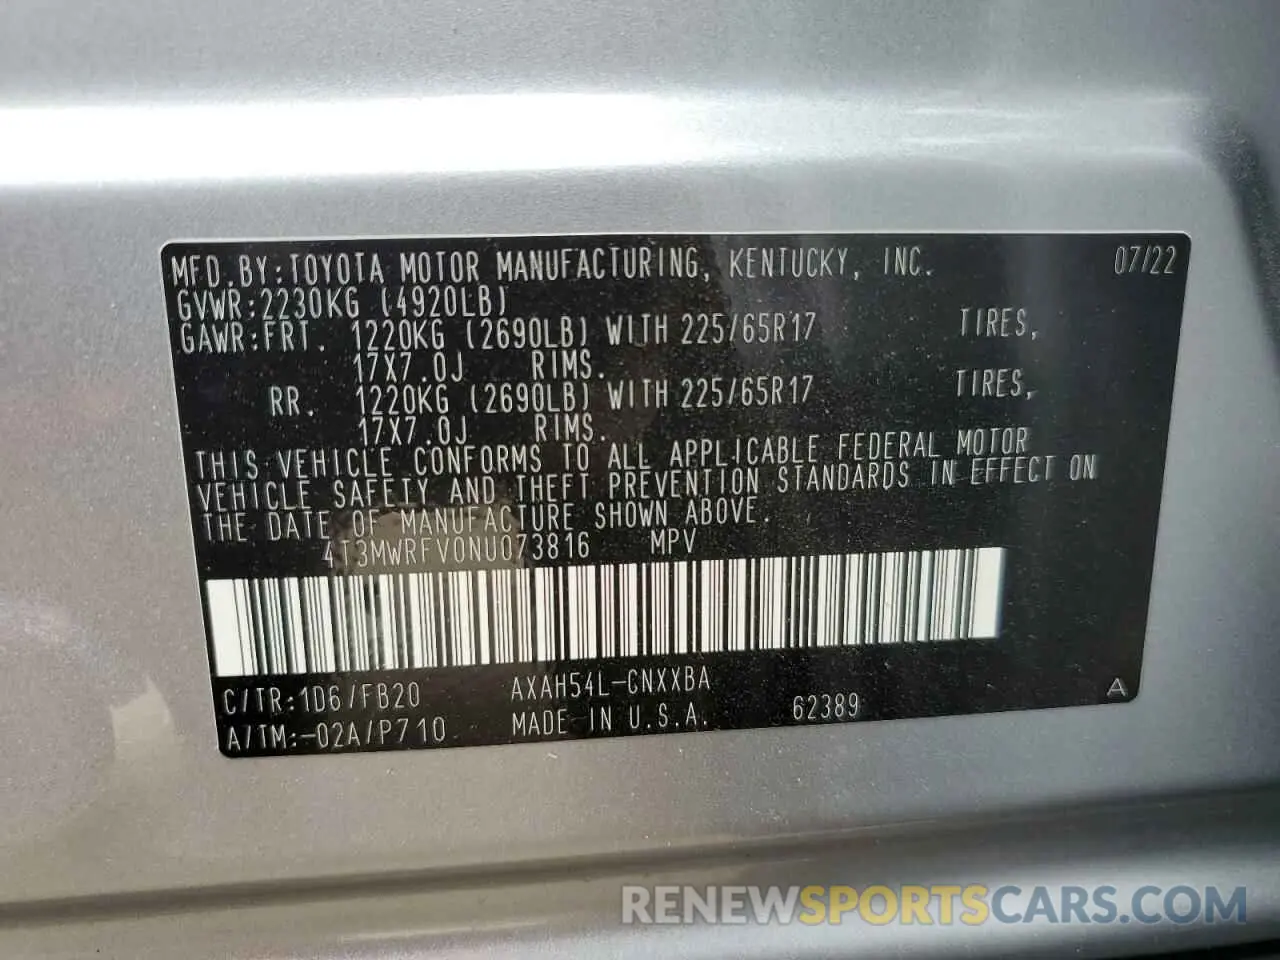 MFD.BY:TOYOTA MOTOR MANUFACTURING, KENTUCKY, INC. 07/22
GVWR:2230KG (4920LB)
GAWR:FRT. 1220KG (2690LB) WITH 225/65R17 TIRES,
17X7.0J RIMS.
RR. 1220KG (2690LB) WITH 225/65R17 TIRES,
17X7.0J RIMS.
THIS VEHICLE CONFORMS TO ALL APPLICABLE FEDERAL MOTOR
VEHICLE SAFETY AND THEFT PREVENTION STANDARDS IN EFFECT ON
THE DATE OF MANUFACTURE SHOWN ABOVE.
4T3MWRFV0NU073816 MPV
C/TR:1D6/FB20 AXAH54L-CNXXBA
A/TM:-02A/P710 MADE IN U.S.A. 62389 A
RENEWSPORTSCARS.COM